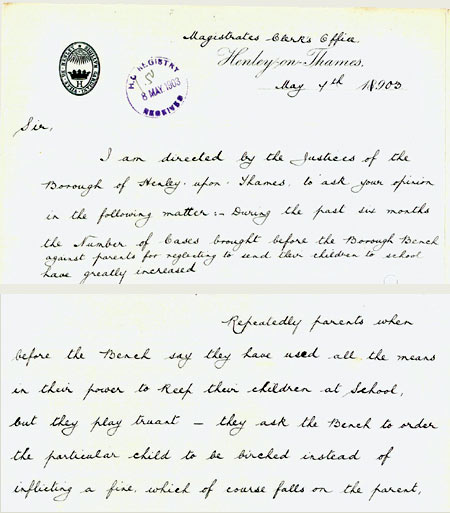 Magistrates Clerk's Office,
Henley-on-Thames.
H.O. REGISTRY
8 MAY. 1903
RECEIVED
May 7th 18903
Sir,
I am directed by the Justices of the
Borough of Henley-upon-Thames, to ask your opinion
in the following matter:- During the past six months
the Number of Cases brought before the Borough Bench
against parents for neglecting to send their children to school
have greatly increased
Repeatedly parents when
before the Bench say they have used all the means
in their power to keep their children at School,
but they play truant - they ask the Bench to order
the particular child to be birched instead of
inflicting a fine, which of course falls on the parent,